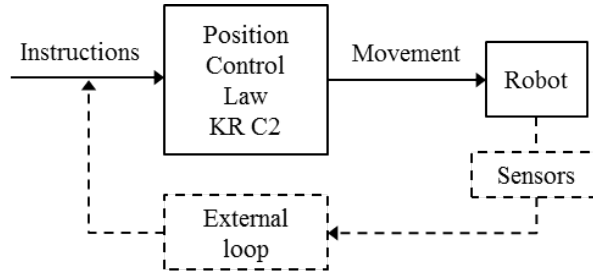 Instructions
Position
Control
Law
KR C2
Movement
Robot
Sensors
External
loop